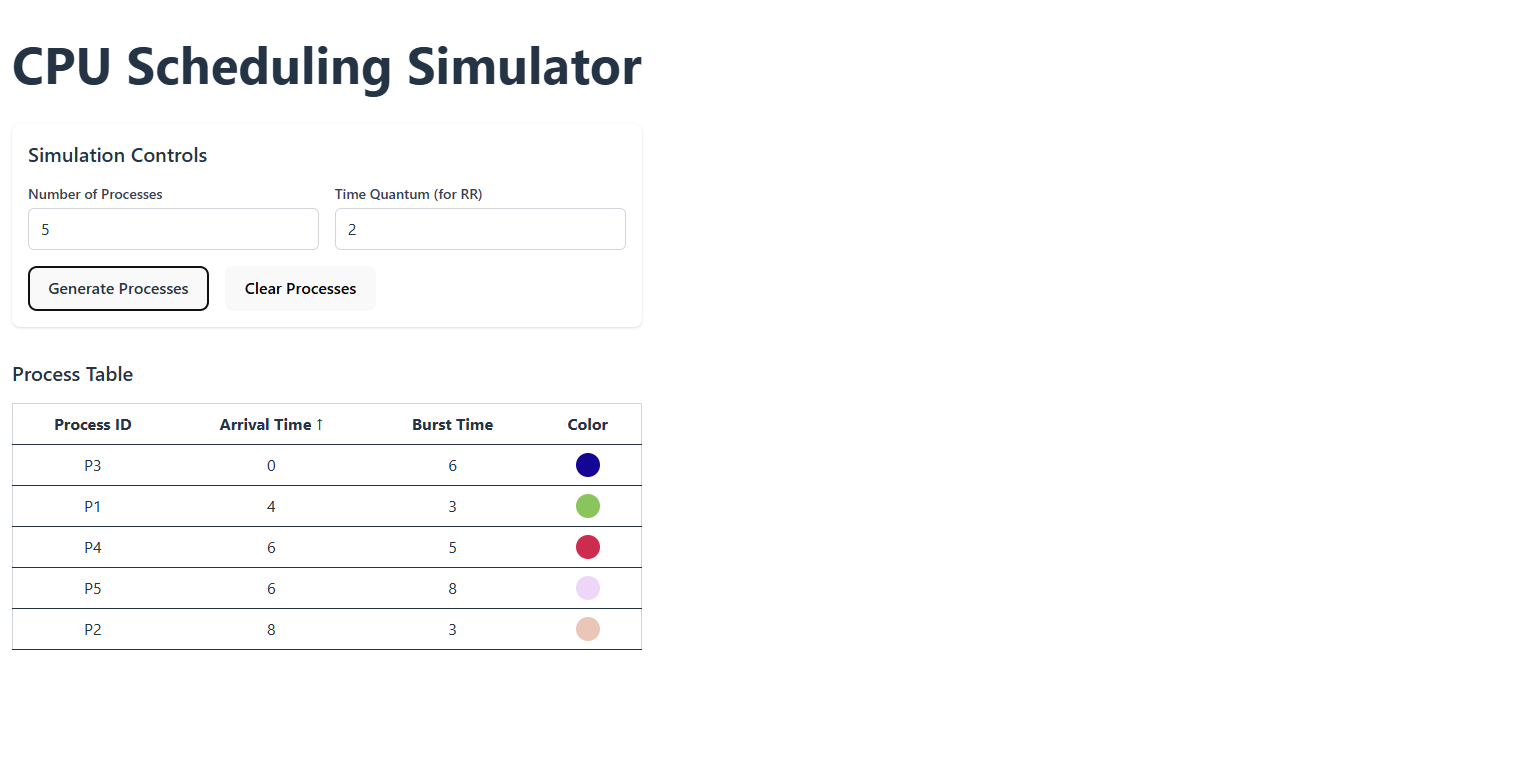 CPU Scheduling Simulator
Simulation Controls
Number of Processes Time Quantum (for RR)
5 2
Generate Processes Clear Processes
Process Table
Process ID Arrival Time ↑ Burst Time Color
P3 0 6
P1 4 3
P4 6 5
P5 6 8
P2 8 3